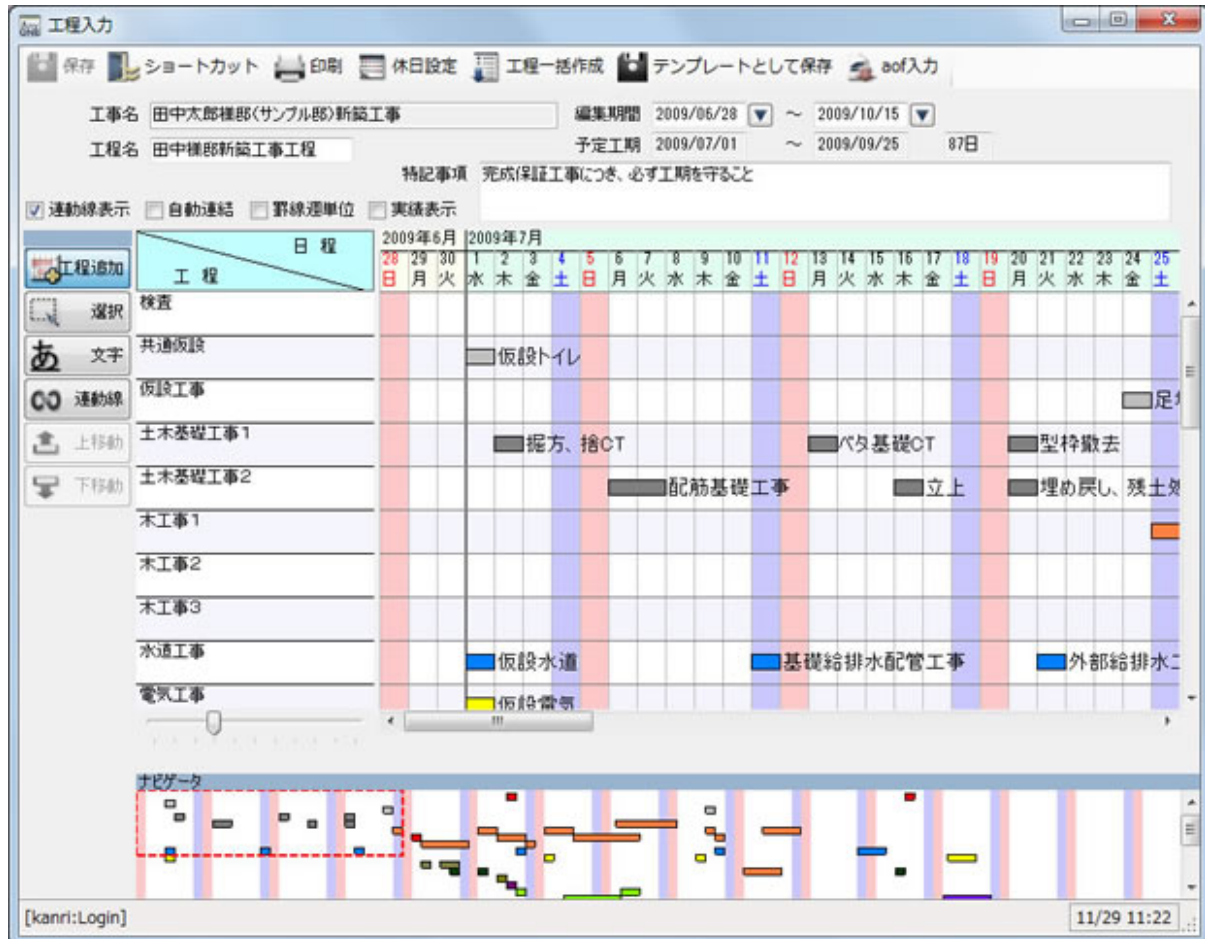 工程入力
保存 ショートカット 印刷 休日設定 工程一括作成 テンプレートとして保存 aof入力
工事名 田中太郎様邸(サンプル邸)新築工事 編集期間 2009/06/28 ～ 2009/10/15
工程名 田中様邸新築工事工程 予定工期 2009/07/01 ～ 2009/09/25 87日
特記事項 完成保証工事につき、必ず工期を守ること
連動線表示 自動連結 罫線週単位 実績表示
日 程 2009年6月 2009年7月
28 29 30 1 2 3 4 5 6 7 8 9 10 11 12 13 14 15 16 17 18 19 20 21 22 23 24 25
工程追加 工 程 日 月 火 水 木 金 土 日 月 火 水 木 金 土 日 月 火 水 木 金 土 日 月 火 水 木 金 土
選択 検査
文字 共通仮設 仮設トイレ
連動線 仮設工事 足
上移動 土木基礎工事1 掘方、捨CT ベタ基礎CT 型枠撤去
下移動 土木基礎工事2 配筋基礎工事 立上 埋め戻し、残土処
木工事1
木工事2
木工事3
水道工事 仮設水道 基礎給排水配管工事 外部給排水
電気工事 仮設電気
ナビゲータ
[kanri:Login] 11/29 11:22